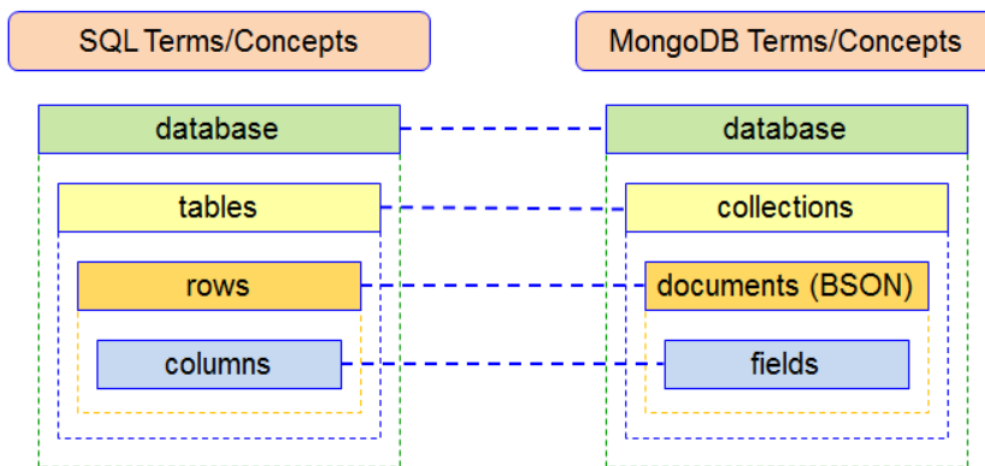 SQL Terms/Concepts
MongoDB Terms/Concepts
database
database
tables
collections
rows
documents (BSON)
columns
fields